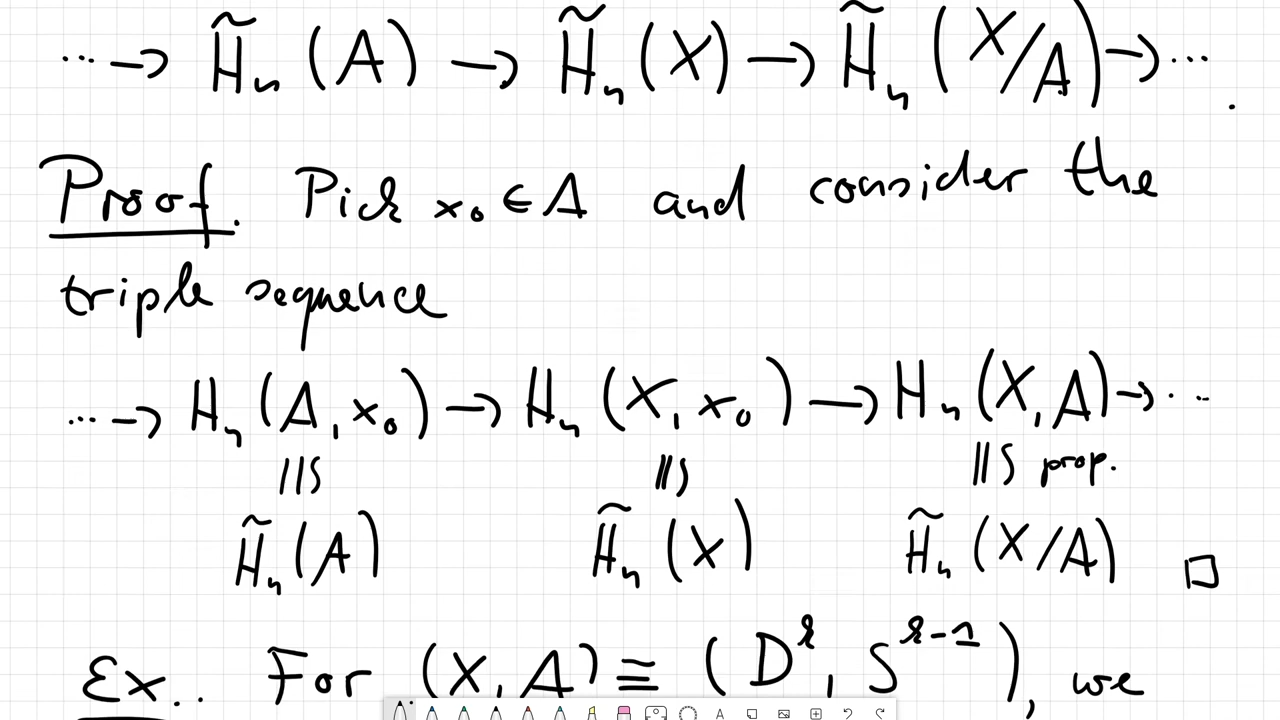 ··· → H̃ₙ(A) → H̃ₙ(X) → H̃ₙ(X/A) → ··· .
Proof. Pick x₀ ∈ A and consider the
triple sequence
··· → Hₙ(A, x₀) → Hₙ(X, x₀) → Hₙ(X, A) → ···
||S ||S ||S prop.
H̃ₙ(A) H̃ₙ(X) H̃ₙ(X/A) □
Ex.. For (X, A) ≡ (Dᵏ, Sᵏ⁻¹), we